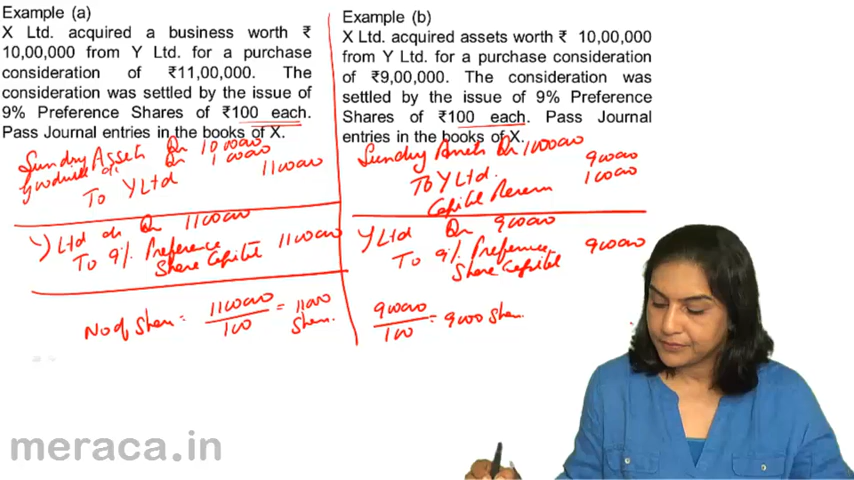 Example (a)
X Ltd. acquired a business worth ₹
10,00,000 from Y Ltd. for a purchase
consideration of ₹11,00,000. The
consideration was settled by the issue of
9% Preference Shares of ₹100 each.
Pass Journal entries in the books of X.
Sundry Assets Dr 1000000
Goodwill a/c Dr 100000
To Y Ltd 1100000
Y Ltd a/c Dr 1100000
To 9% Preference
Share Capital 1100000
No of Shares = 1100000 / 100 = 11000
Shares.
Example (b)
X Ltd. acquired assets worth ₹ 10,00,000
from Y Ltd. for a purchase consideration
of ₹9,00,000. The consideration was
settled by the issue of 9% Preference
Shares of ₹100 each. Pass Journal
entries in the books of X.
Sundry Assets Dr 1000000
To Y Ltd. 900000
Capital Reserve 100000
Y Ltd Dr 900000
To 9% Preference
Share Capital 900000
900000 / 100 = 9000 Shares.
meraca.in